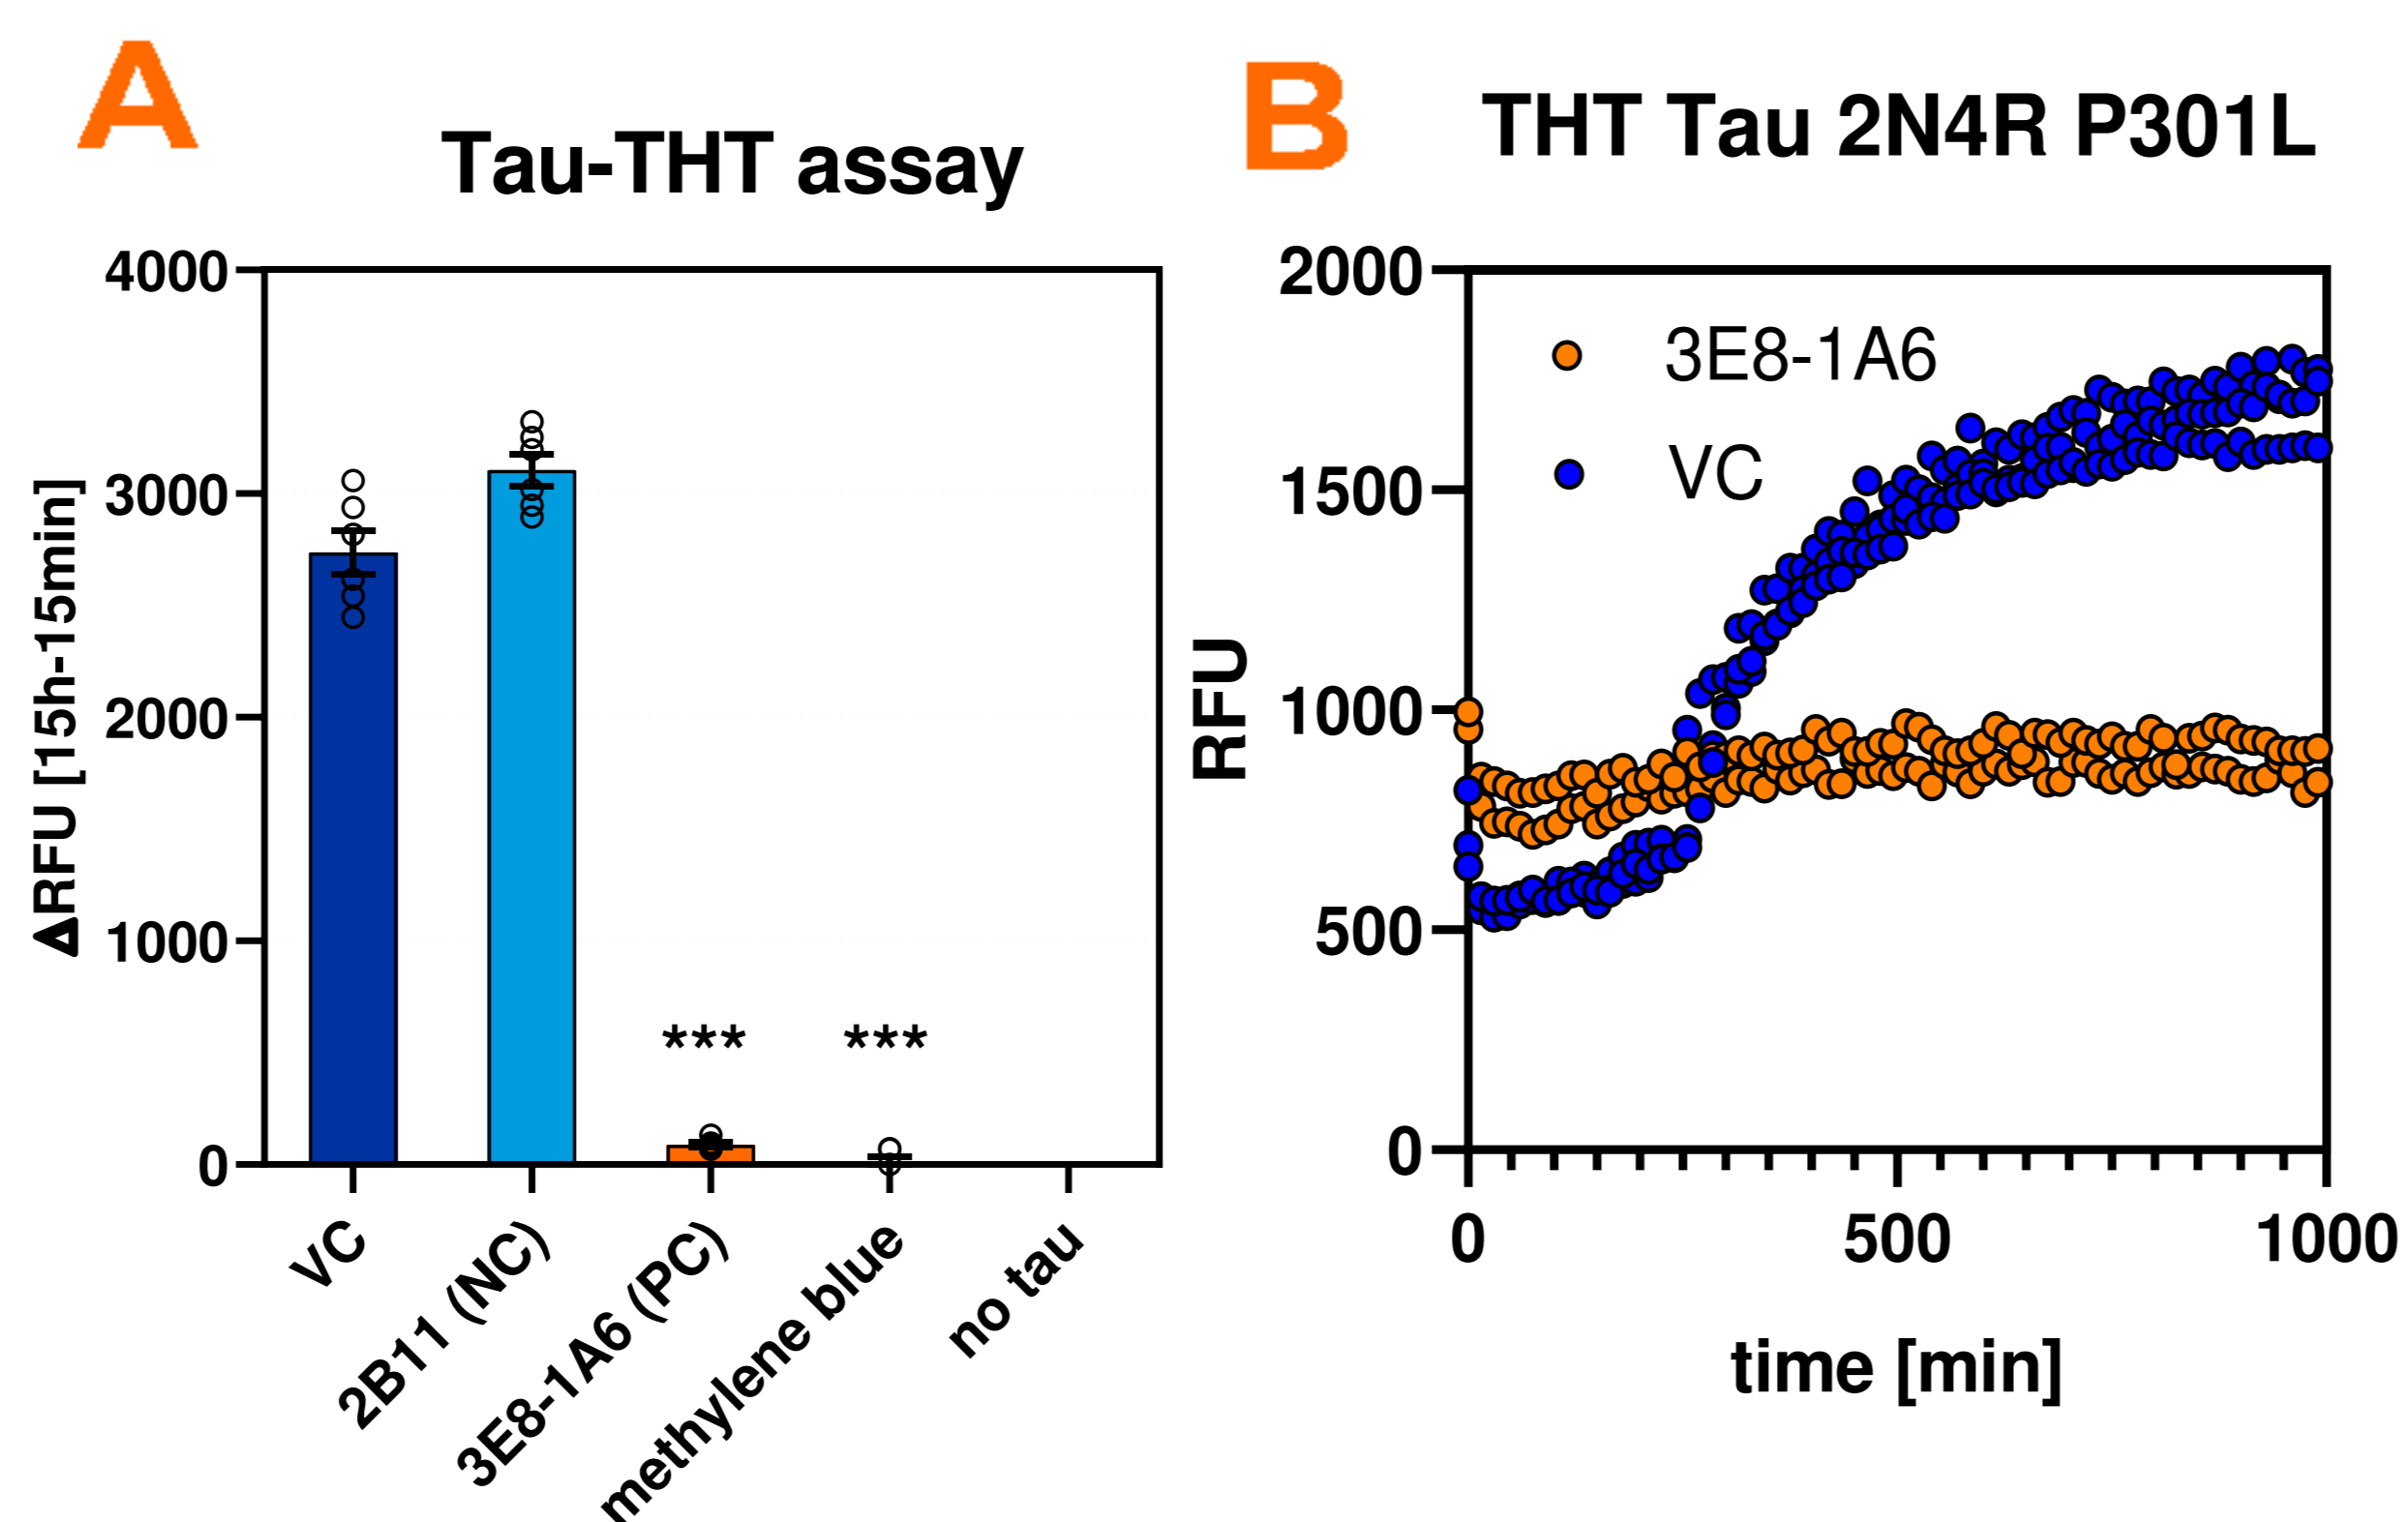 A
Tau-THT assay
4000
3000
2000
1000
0
ΔRFU [15h-15min]
***
***
VC
2B11 (NC)
3E8-1A6 (PC)
methylene blue
no tau
B
THT Tau 2N4R P301L
2000
1500
1000
500
0
RFU
3E8-1A6
VC
0
500
1000
time [min]